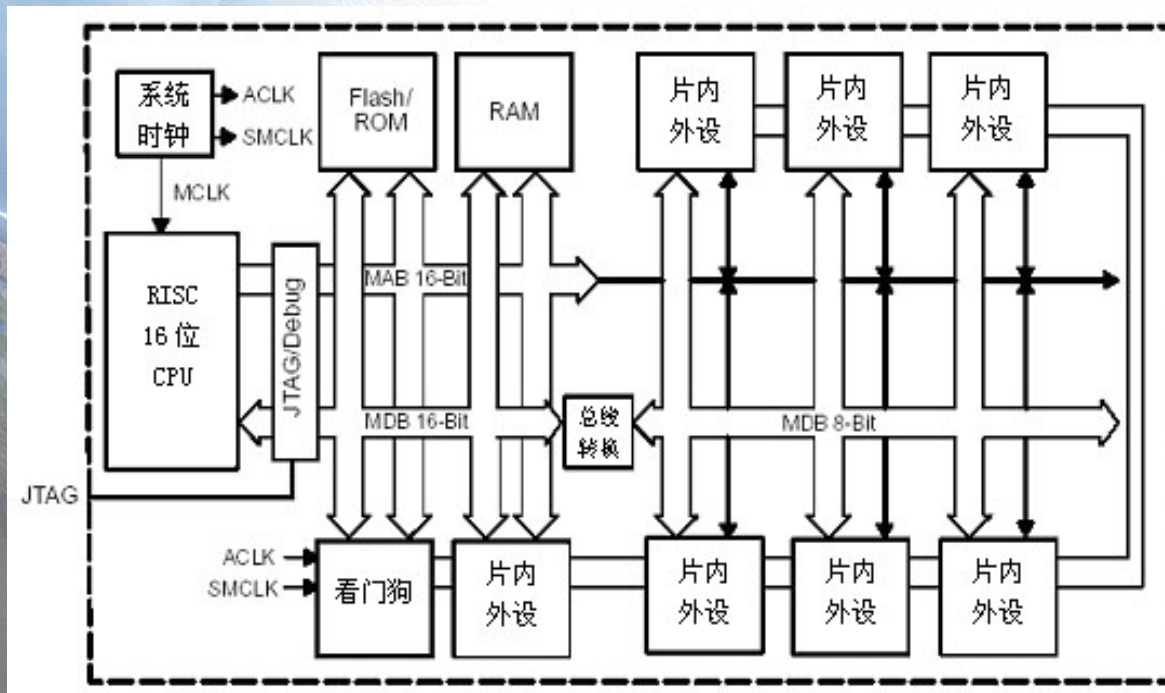 系统
时钟
ACLK
SMCLK
MCLK
Flash/
ROM
RAM
片内
外设
片内
外设
片内
外设
RISC
16 位
CPU
JTAG/Debug
MAB 16-Bit
MDB 16-Bit
总线
转换
MDB 8-Bit
JTAG
ACLK
SMCLK
看门狗
片内
外设
片内
外设
片内
外设
片内
外设